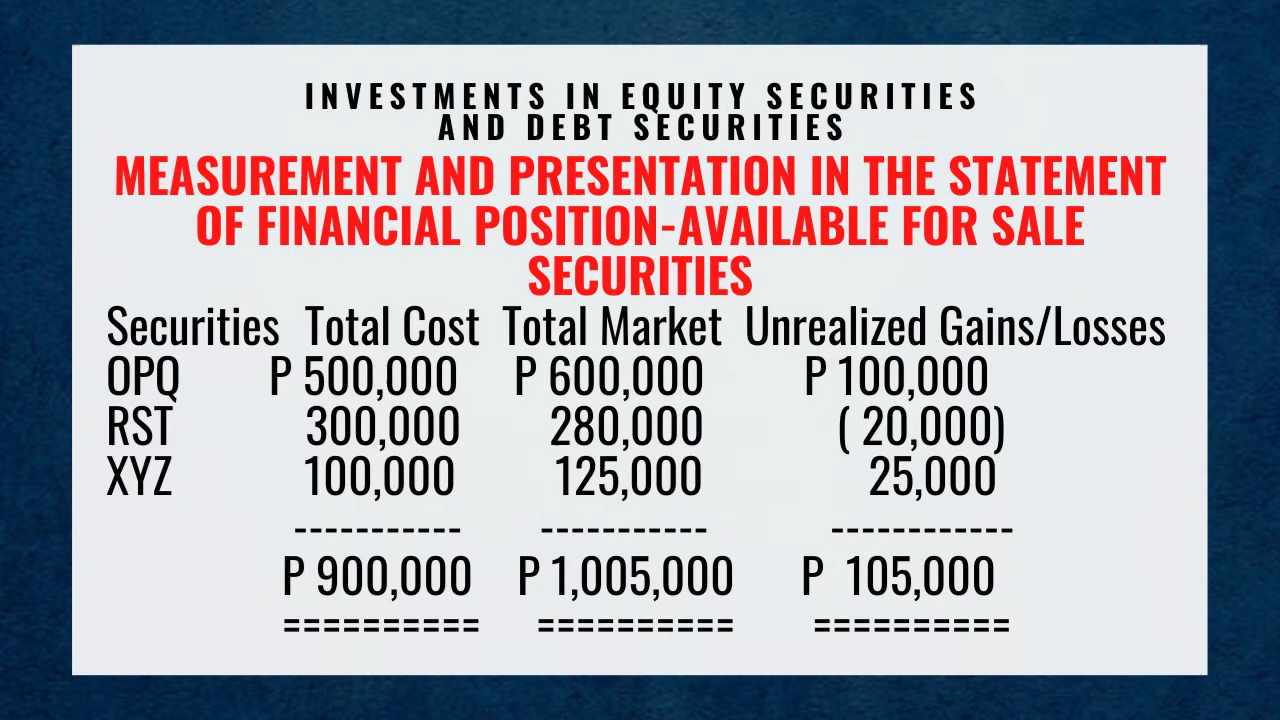 INVESTMENTS IN EQUITY SECURITIES
AND DEBT SECURITIES
MEASUREMENT AND PRESENTATION IN THE STATEMENT
OF FINANCIAL POSITION-AVAILABLE FOR SALE
SECURITIES
Securities Total Cost Total Market Unrealized Gains/Losses
OPQ P 500,000 P 600,000 P 100,000
RST 300,000 280,000 ( 20,000)
XYZ 100,000 125,000 25,000
----------- ----------- ------------
P 900,000 P 1,005,000 P 105,000
========== ========== ==========